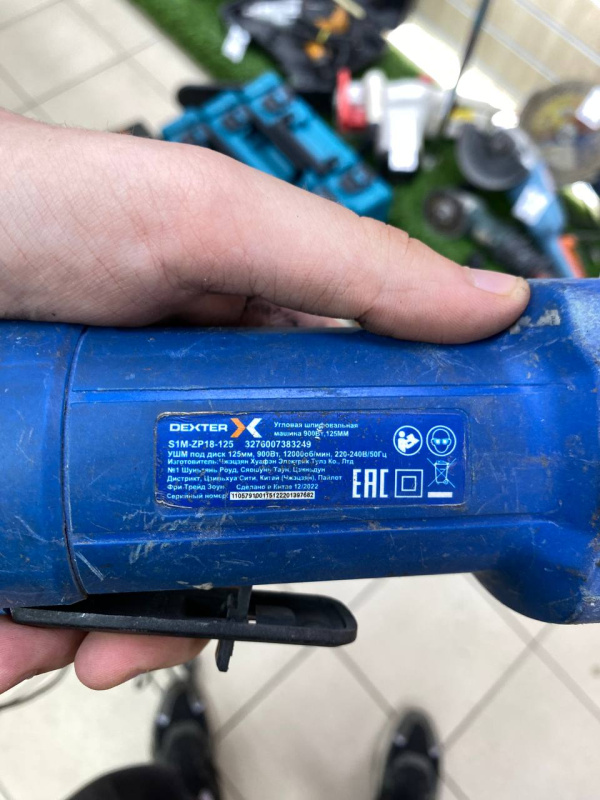 DEXTER
Угловая шлифовальная
машина 900Вт,125ММ
S1M-ZP18-125 3276007383249
УШМ под диск 125мм, 900Вт, 12000об/мин, 220-240В/50Гц
Изготовитель: Чжэцзян Хуафэн Электрик Тулз Ко., Лтд
№1 Шуньянь Роуд, Сяешунь Таун, Цзиньдун
Дистрикт, Цзиньхуа Сити, Китай (Чжэцзян), Пайлот
Фри Трейд Зоун. Сделано в Китае 12/2022
Серийный номер:
EAC